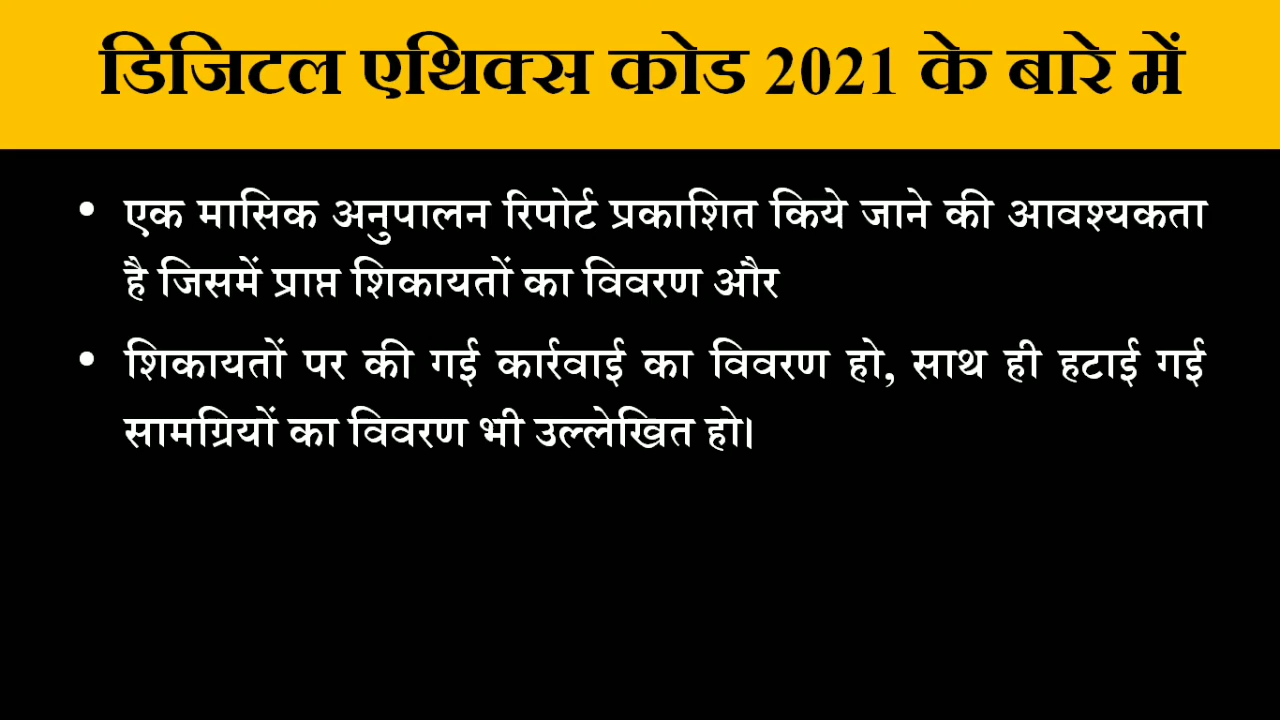 डिजिटल एथिक्स कोड 2021 के बारे में
• एक मासिक अनुपालन रिपोर्ट प्रकाशित किये जाने की आवश्यकता
है जिसमें प्राप्त शिकायतों का विवरण और
• शिकायतों पर की गई कार्रवाई का विवरण हो, साथ ही हटाई गई
सामग्रियों का विवरण भी उल्लेखित हो।